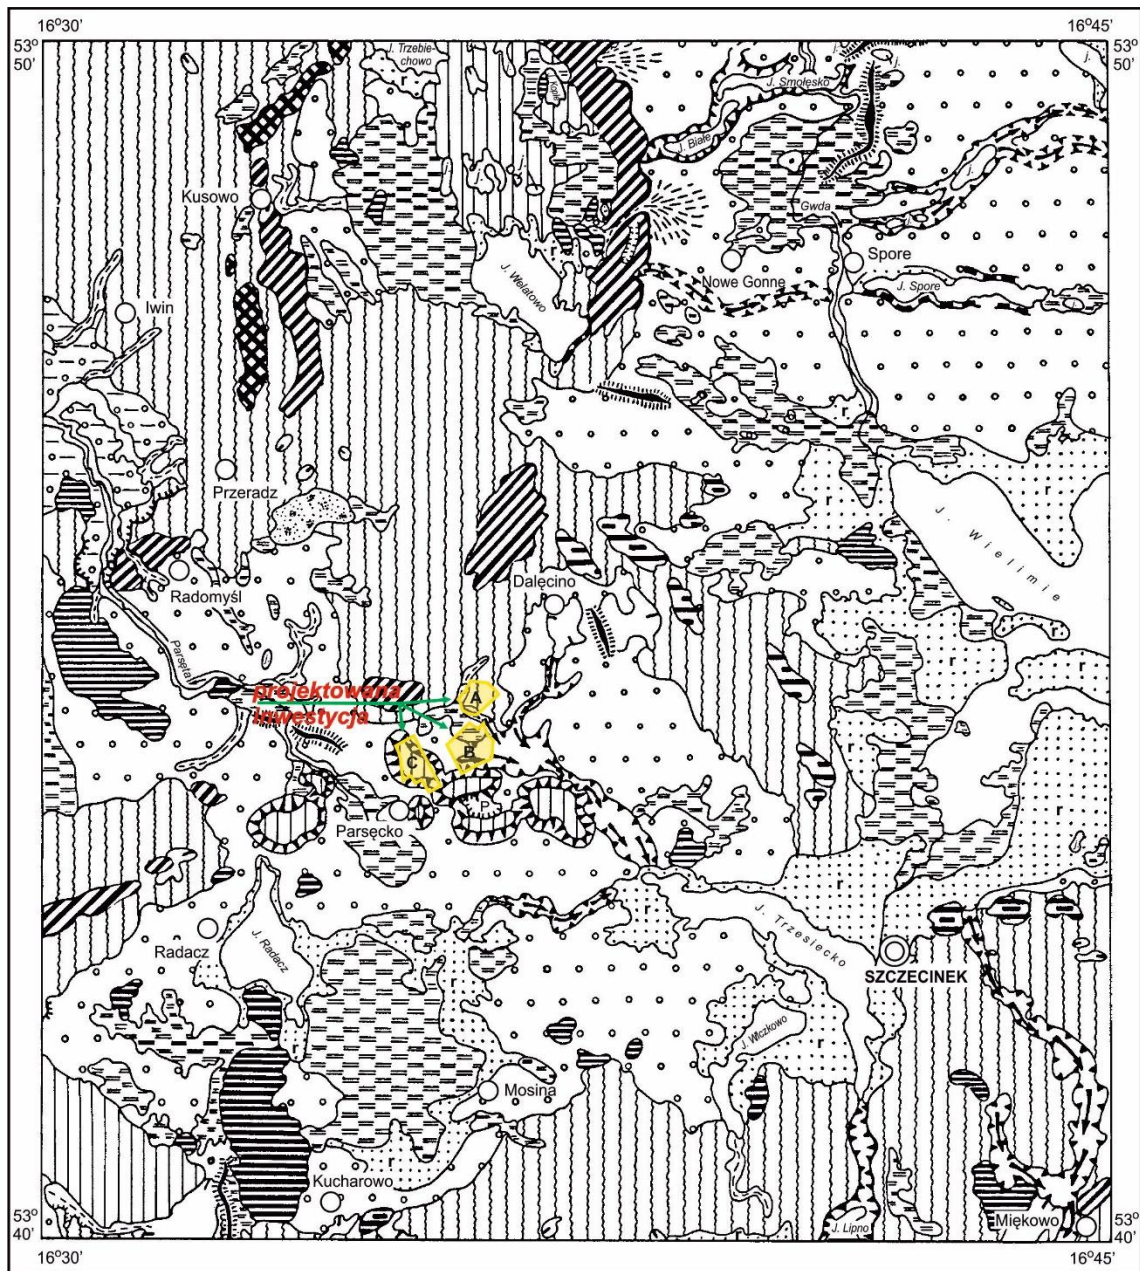 16°30'
16°45'
53°
50'
53°
50'
J. Trzebie-
chowo
r
J. Smołęsko
j.
j.
J. Białe
j.
Kusowo
Gwda
r
J. Wełatowo
Nowe Gonne
Spore
J. Spore
Iwin
r
r
Przeradz
r
J. Wielimie
Dalęcino
Radomyśl
r
r
Parsęta
projektowana
inwestycja
B
C
P
Parsęcko
r
r
r
Radacz
J. Radacz
J. Trzesiecko
SZCZECINEK
J. Wilczkowo
r
Mosina
r
Kucharowo
J. Lipno
Miękowo
53°
40'
53°
40'
16°30'
16°45'